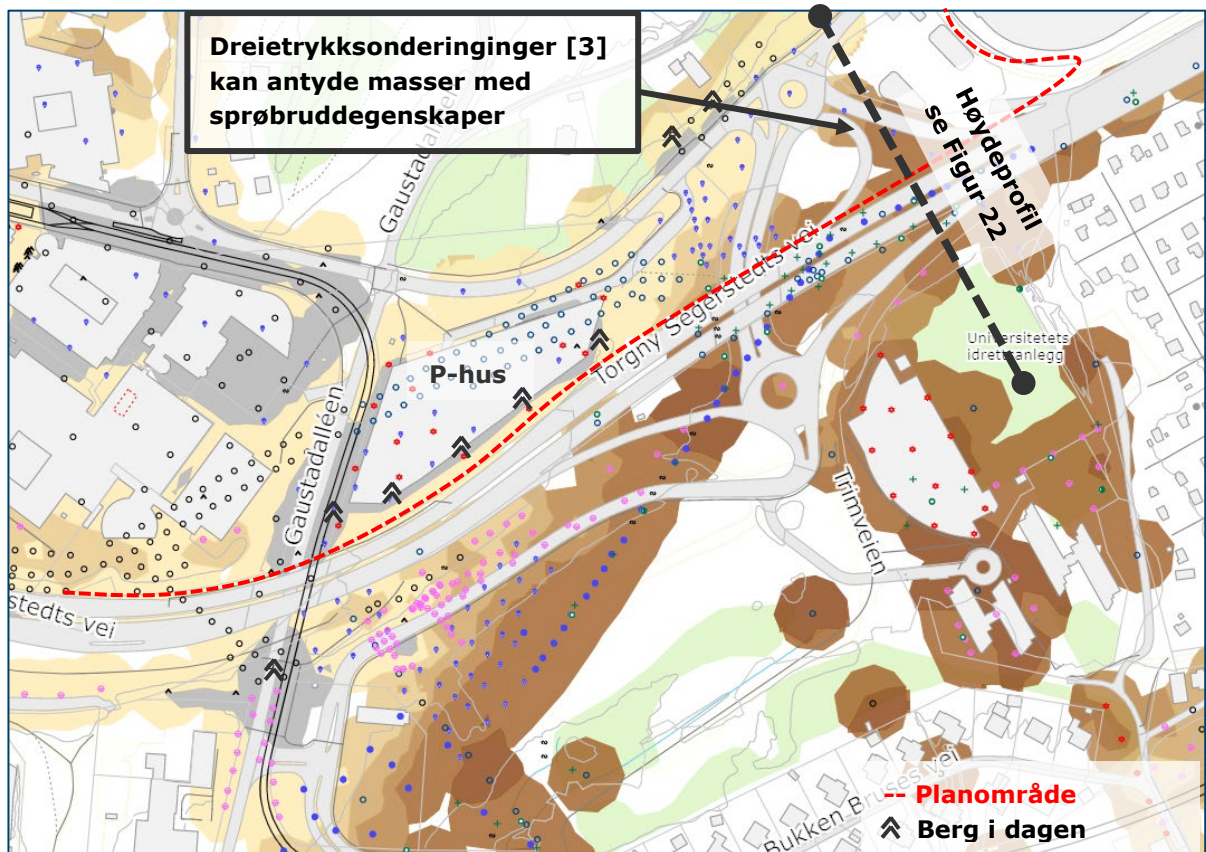 Dreietrykksonderinginger [3]
kan antyde masser med
sprøbruddegenskaper
Høydeprofil
se Figur 22
Gaustadalleen
Torgny Segerstedts vei
Universitetets
idrettsanlegg
P-hus
Gaustadalléen
Trimveien
stedts vei
Bukken Bruses vei
-- Planområde
Berg i dagen